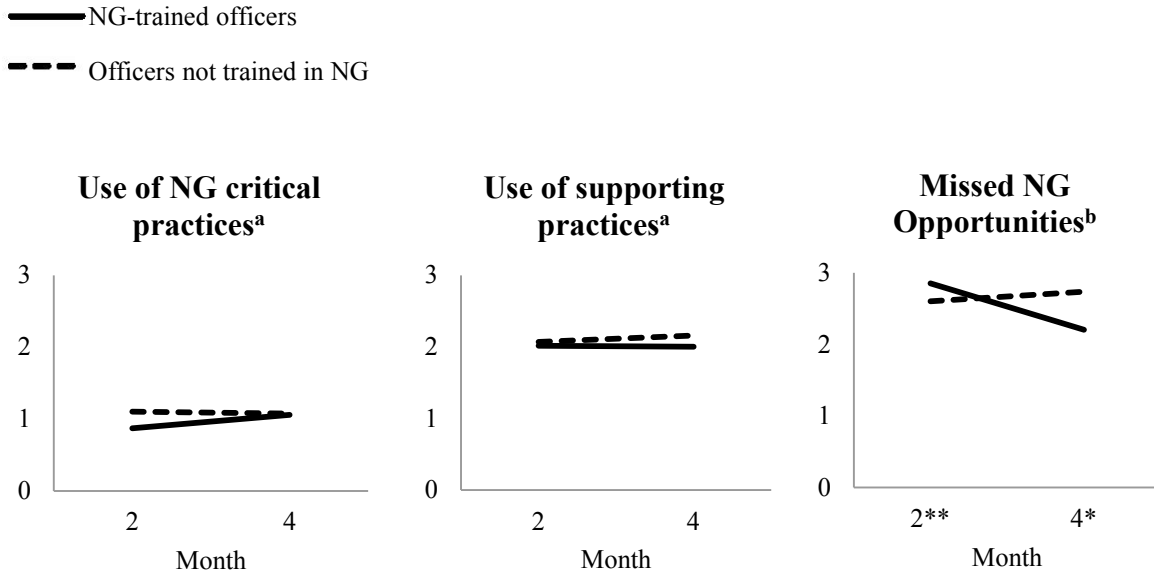 NG-trained officers
Officers not trained in NG
Use of NG critical
practicesᵃ
3
2
1
0
2 4
Month
Use of supporting
practicesᵃ
3
2
1
0
2 4
Month
Missed NG
Opportunitiesᵇ
3
2
1
0
2** 4*
Month